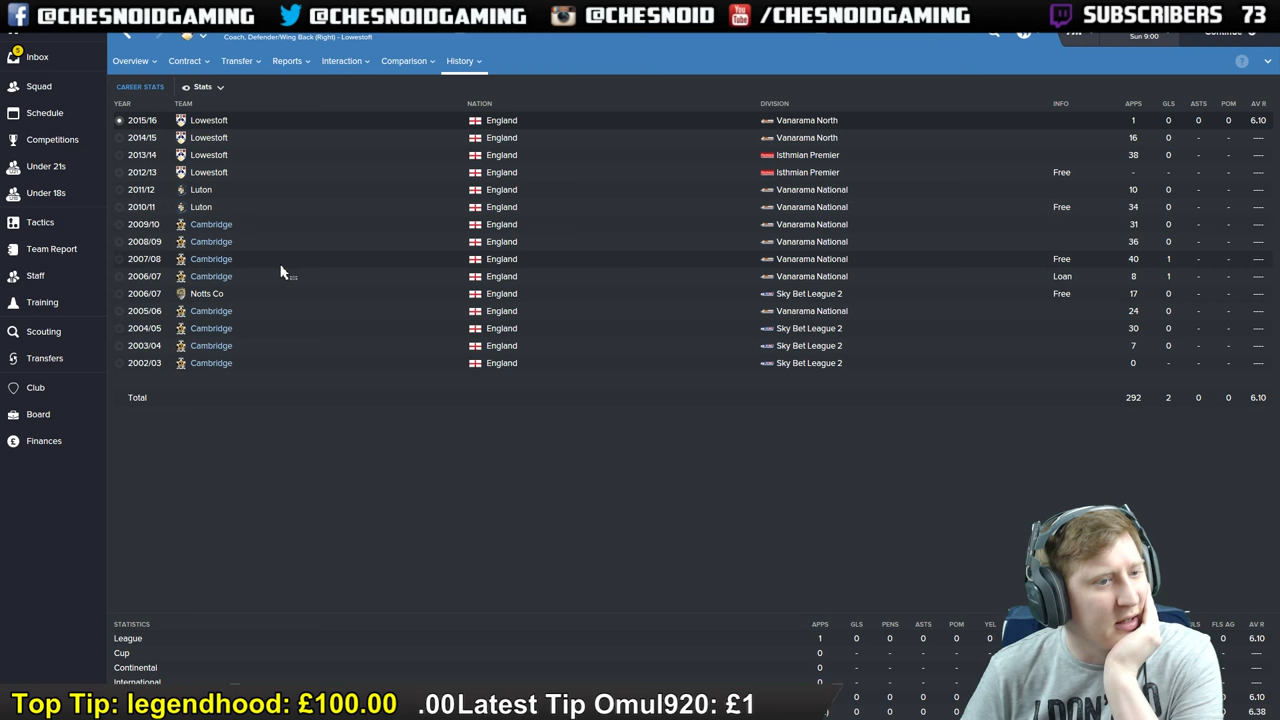 @CHESNOIDGAMING @CHESNOIDGAMING @CHESNOID /CHESNOIDGAMING SUBSCRIBERS 73
Coach, Defender/Wing Back (Right) - Lowestoft
Sun 9:00
Overview Contract Transfer Reports Interaction Comparison History
CAREER STATS Stats
YEAR TEAM NATION DIVISION INFO APPS GLS ASTS POM AV R
2015/16 Lowestoft England Vanarama North 1 0 0 0 6.10
2014/15 Lowestoft England Vanarama North 16 0 - - ----
2013/14 Lowestoft England Isthmian Premier 38 0 - - ----
2012/13 Lowestoft England Isthmian Premier Free - - - - ----
2011/12 Luton England Vanarama National 10 0 - - ----
2010/11 Luton England Vanarama National Free 34 0 - - ----
2009/10 Cambridge England Vanarama National 31 0 - - ----
2008/09 Cambridge England Vanarama National 36 0 - - ----
2007/08 Cambridge England Vanarama National Free 40 1 - - ----
2006/07 Cambridge England Vanarama National Loan 8 1 - - ----
2006/07 Notts Co England Sky Bet League 2 Free 17 0 - - ----
2005/06 Cambridge England Vanarama National 24 0 - - ----
2004/05 Cambridge England Sky Bet League 2 30 0 - - ----
2003/04 Cambridge England Sky Bet League 2 7 0 - - ----
2002/03 Cambridge England Sky Bet League 2 0 - - - ----
Total 292 2 0 0 6.10
5
Inbox
Squad
Schedule
Competitions
Under 21s
Under 18s
Tactics
Team Report
Staff
Training
Scouting
Transfers
Club
Board
Finances
STATISTICS APPS GLS PENS ASTS POM YEL FLS AG AV R
League 1 0 0 0 0 0 0 - 6.10
Cup 0
Continental 0
International
6.10
6.38
I DON'T
Top Tip: legendhood: £100.00 .00Latest Tip Omul920: £1